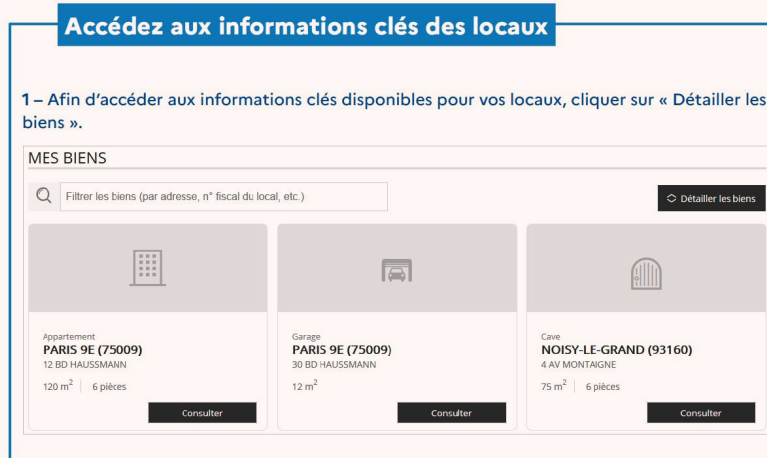 Accédez aux informations clés des locaux
1 – Afin d'accéder aux informations clés disponibles pour vos locaux, cliquer sur « Détailler les
biens ».
MES BIENS
Filtrer les biens (par adresse, n° fiscal du local, etc.)
Détailler les biens
Appartement
PARIS 9E (75009)
12 BD HAUSSMANN
120 m² | 6 pièces
Consulter
Garage
PARIS 9E (75009)
30 BD HAUSSMANN
12 m²
Consulter
Cave
NOISY-LE-GRAND (93160)
4 AV MONTAIGNE
75 m² | 6 pièces
Consulter